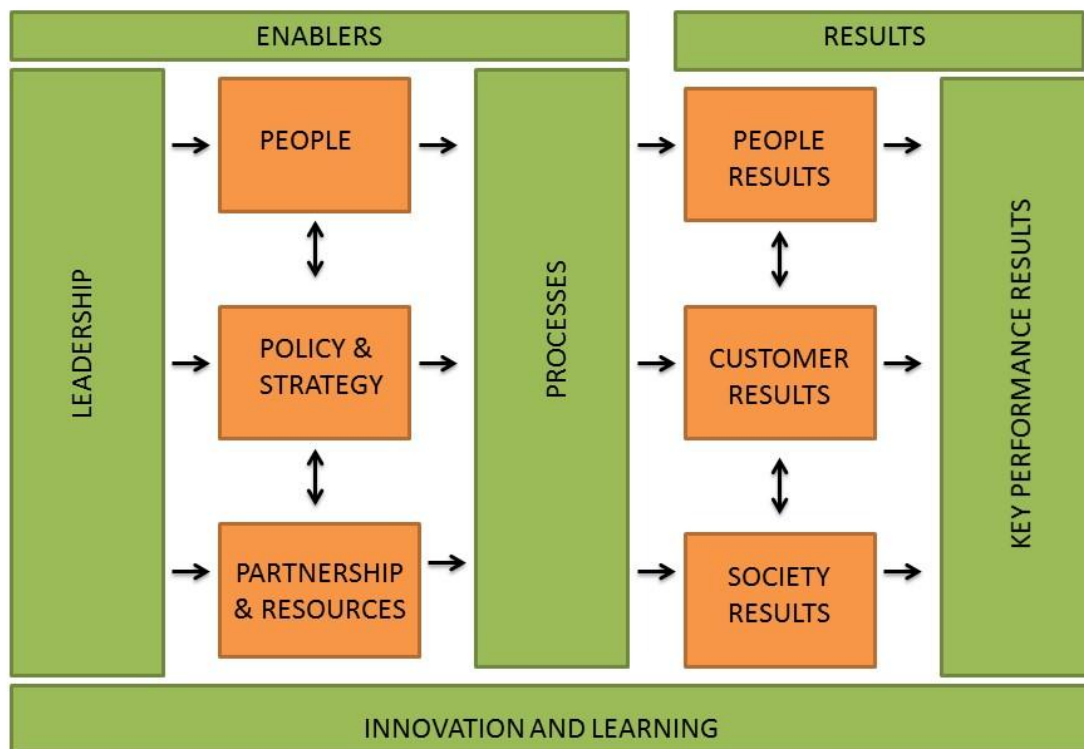 ENABLERS
RESULTS
LEADERSHIP
PEOPLE
POLICY &
STRATEGY
PARTNERSHIP
& RESOURCES
PROCESSES
PEOPLE
RESULTS
CUSTOMER
RESULTS
SOCIETY
RESULTS
KEY PERFORMANCE RESULTS
INNOVATION AND LEARNING